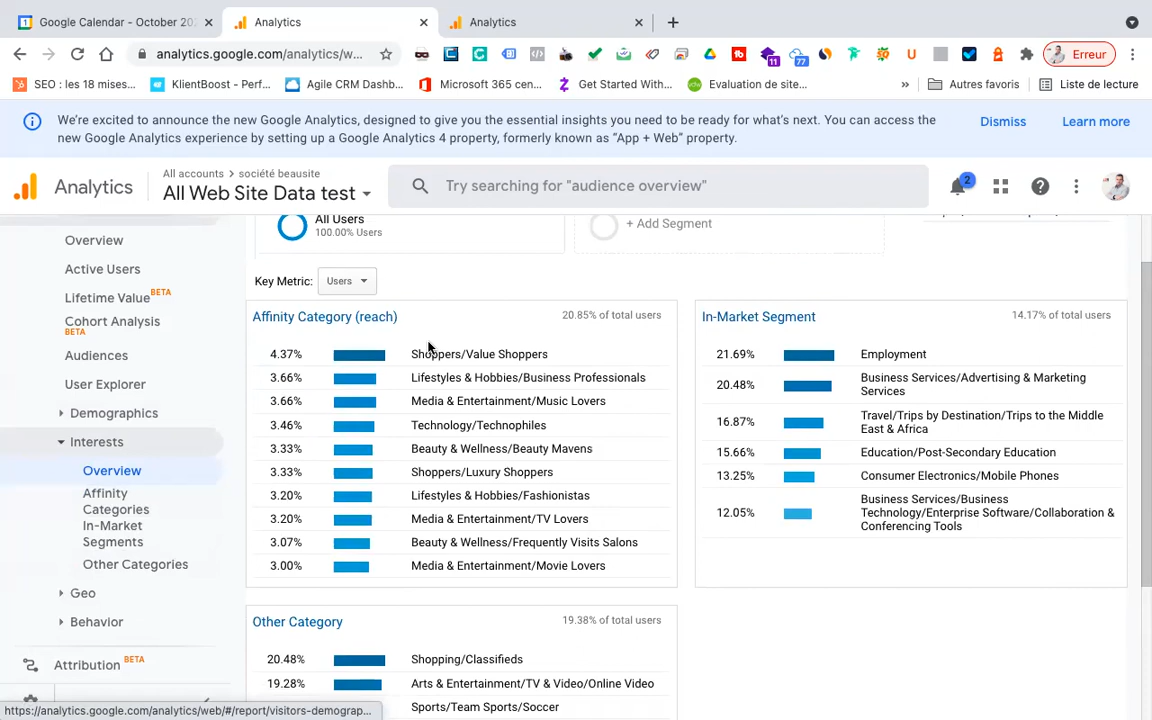 Google Calendar - October 202
Analytics
Analytics
analytics.google.com/analytics/w...
11
77
Erreur
SEO : les 18 mises...
KlientBoost - Perf...
Agile CRM Dashb...
Microsoft 365 cen...
Get Started With...
Evaluation de site...
»
Autres favoris
Liste de lecture
We're excited to announce the new Google Analytics, designed to give you the essential insights you need to be ready for what's next. You can access the
new Google Analytics experience by setting up a Google Analytics 4 property, formerly known as "App + Web" property.
Dismiss
Learn more
Analytics
All accounts > société beausite
All Web Site Data test
Try searching for "audience overview"
2
Overview
Active Users
Lifetime Value BETA
Cohort Analysis
BETA
Audiences
User Explorer
Demographics
Interests
Overview
Affinity
Categories
In-Market
Segments
Other Categories
Geo
Behavior
Attribution BETA
All Users
100.00% Users
+ Add Segment
Key Metric:
Users
Affinity Category (reach)
20.85% of total users
4.37% Shoppers/Value Shoppers
3.66% Lifestyles & Hobbies/Business Professionals
3.66% Media & Entertainment/Music Lovers
3.46% Technology/Technophiles
3.33% Beauty & Wellness/Beauty Mavens
3.33% Shoppers/Luxury Shoppers
3.20% Lifestyles & Hobbies/Fashionistas
3.20% Media & Entertainment/TV Lovers
3.07% Beauty & Wellness/Frequently Visits Salons
3.00% Media & Entertainment/Movie Lovers
In-Market Segment
14.17% of total users
21.69% Employment
20.48% Business Services/Advertising & Marketing
Services
16.87% Travel/Trips by Destination/Trips to the Middle
East & Africa
15.66% Education/Post-Secondary Education
13.25% Consumer Electronics/Mobile Phones
12.05% Business Services/Business
Technology/Enterprise Software/Collaboration &
Conferencing Tools
Other Category
19.38% of total users
20.48% Shopping/Classifieds
19.28% Arts & Entertainment/TV & Video/Online Video
Sports/Team Sports/Soccer
https://analytics.google.com/analytics/web/#/report/visitors-demograp...